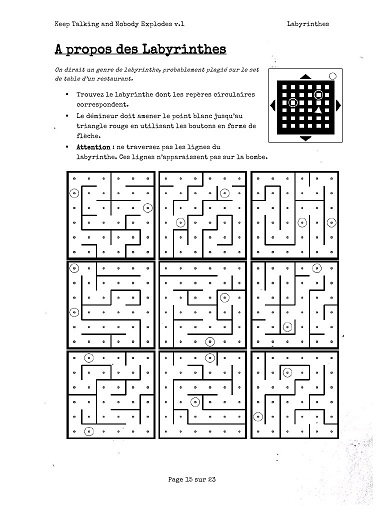 Keep Talking and Nobody Explodes v.1
Labyrinthes
A propos des Labyrinthes
On dirait un genre de labyrinthe, probablement plagié sur le set
de table d'un restaurant.
• Trouvez le labyrinthe dont les repères circulaires
correspondent.
• Le démineur doit amener le point blanc jusqu'au
triangle rouge en utilisant les boutons en forme de
flèche.
• Attention : ne traversez pas les lignes du
labyrinthe. Ces lignes n'apparaissent pas sur la bombe.
Page 15 sur 23